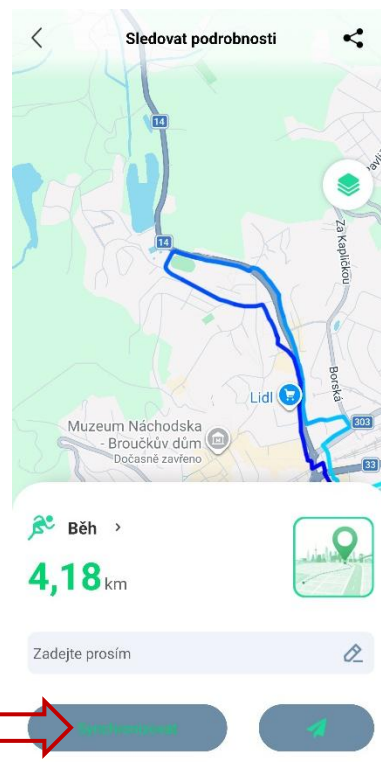 Sledovat podrobnosti
14
14
Za Kapličkou
Borská
Lidl
303
Muzeum Náchodska
- Broučkův dům
Dočasně zavřeno
33
Běh
4,18 km
Zadejte prosím